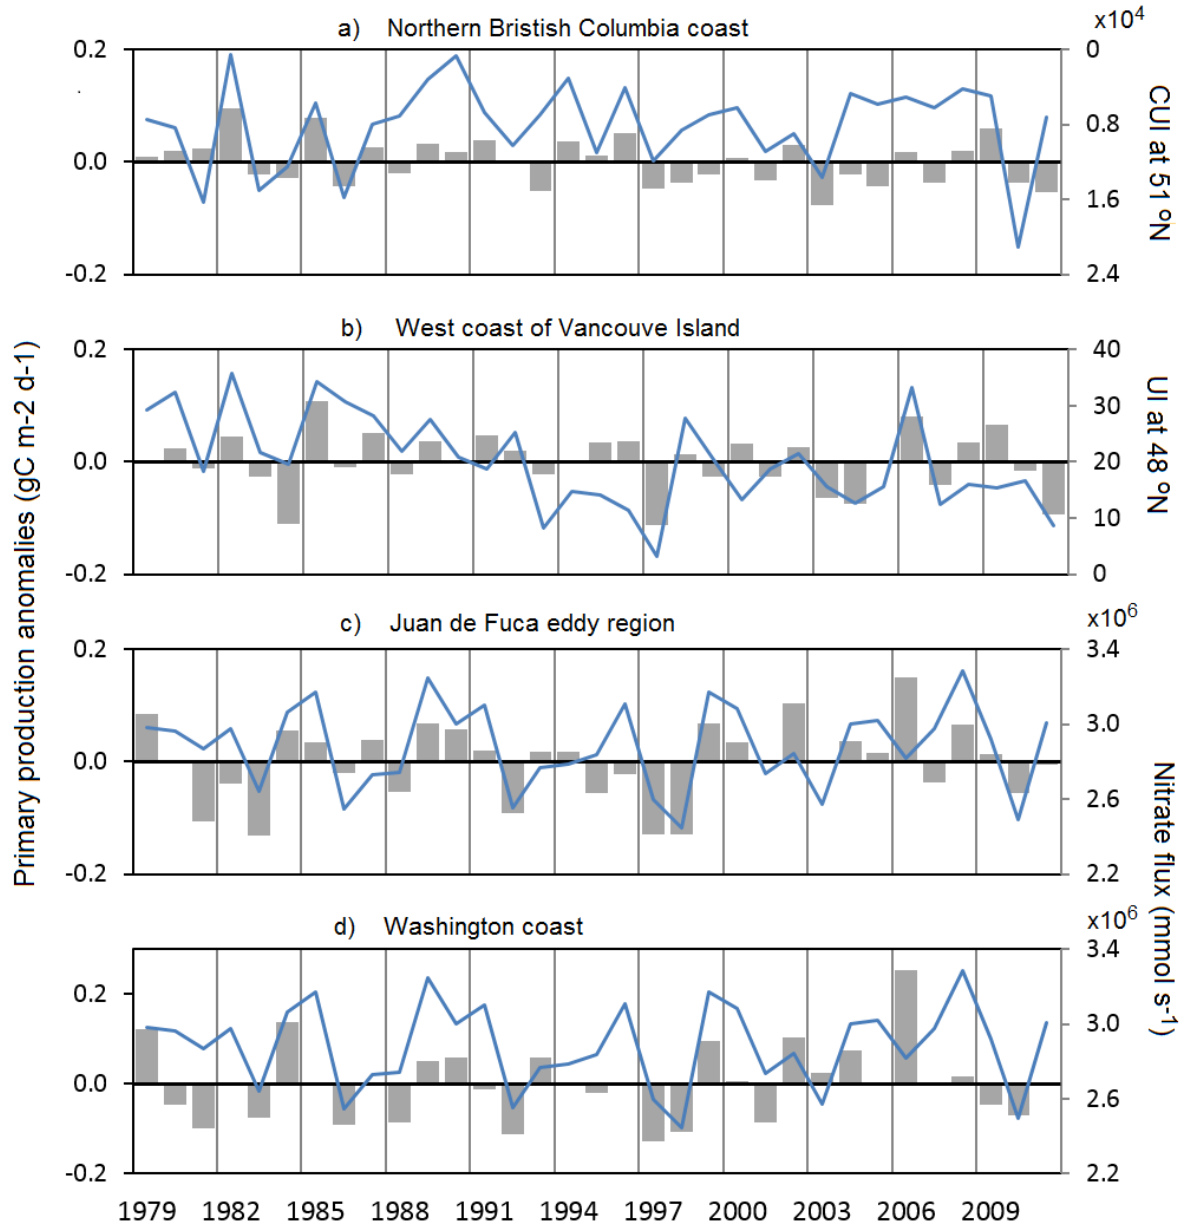 a) Northern Bristish Columbia coast
x10⁴
0.2
0.0
-0.2
0
0.8
1.6
2.4
CUI at 51 ºN
b) West coast of Vancouve Island
0.2
0.0
-0.2
40
30
20
10
0
UI at 48 ºN
Primary production anomalies (gC m-2 d-1)
c) Juan de Fuca eddy region
x10⁶
0.2
0.0
-0.2
3.4
3.0
2.6
2.2
Nitrate flux (mmol s⁻¹)
d) Washington coast
x10⁶
0.2
0.0
-0.2
3.4
3.0
2.6
2.2
1979 1982 1985 1988 1991 1994 1997 2000 2003 2006 2009